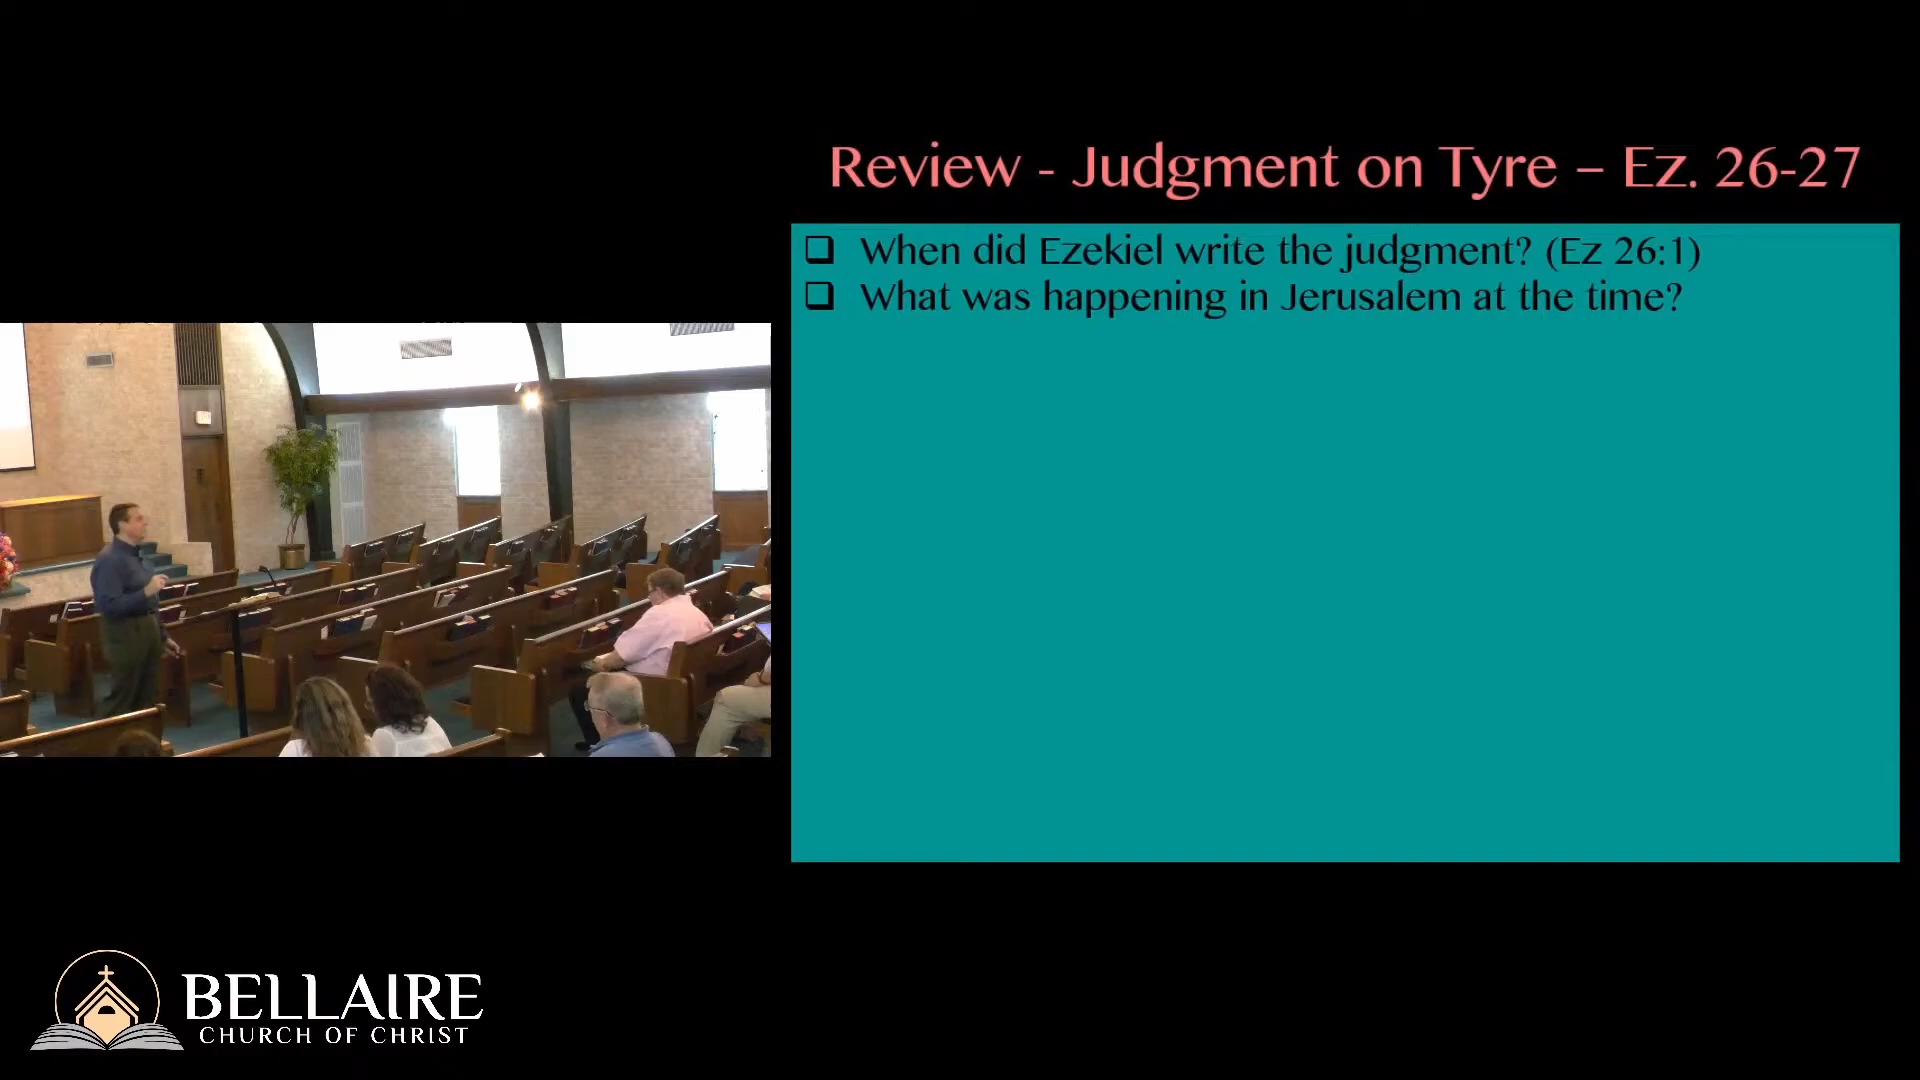 Review - Judgment on Tyre – Ez. 26-27
❑ When did Ezekiel write the judgment? (Ez 26:1)
❑ What was happening in Jerusalem at the time?
BELLAIRE
CHURCH OF CHRIST